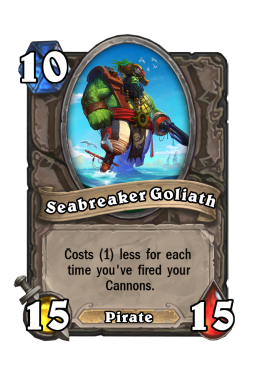 10
Seabreaker Goliath
Costs (1) less for each
time you've fired your
Cannons.
15
Pirate
15